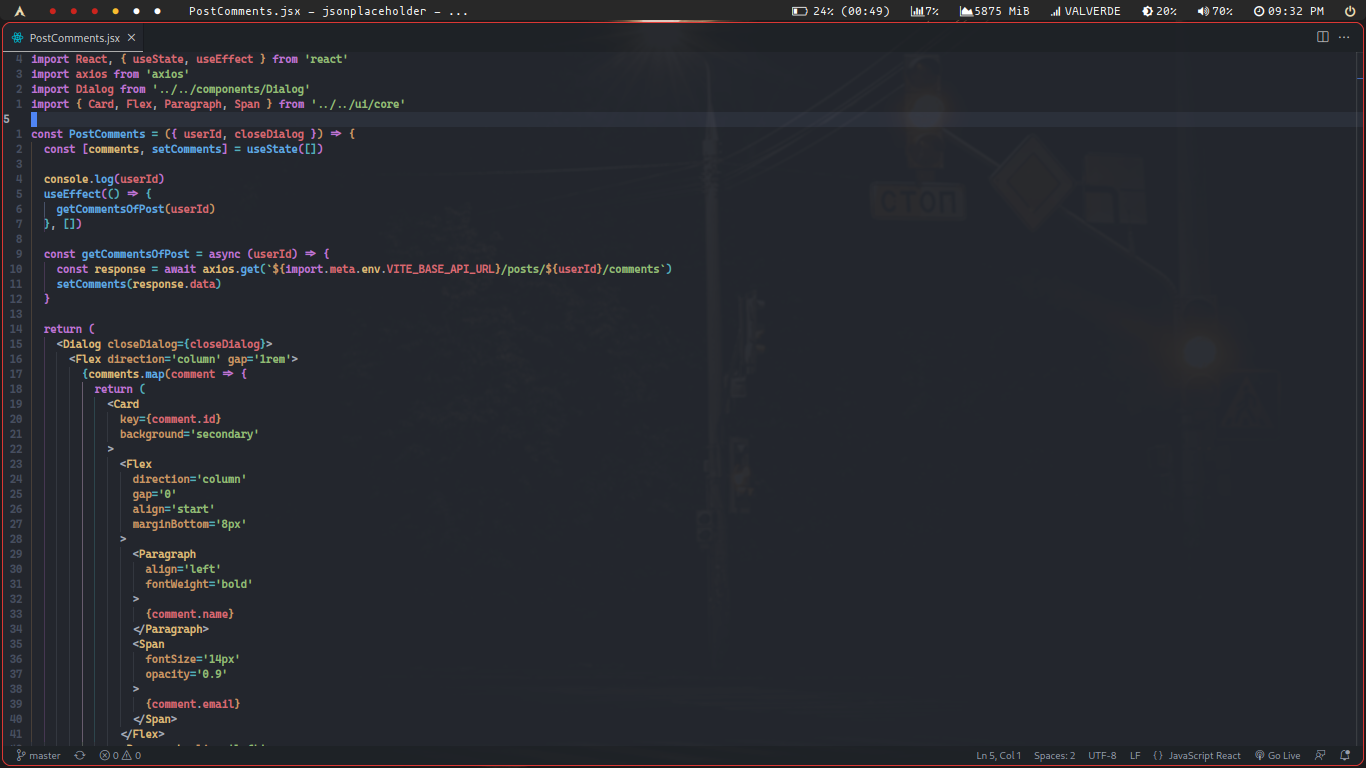 PostComments.jsx – jsonplaceholder – ...
24% (00:49) 7% 5875 MiB VALVERDE 20% 70% 09:32 PM
PostComments.jsx
4 import React, { useState, useEffect } from 'react'
3 import axios from 'axios'
2 import Dialog from '../../components/Dialog'
1 import { Card, Flex, Paragraph, Span } from '../../ui/core'
5
1 const PostComments = ({ userId, closeDialog }) => {
2 const [comments, setComments] = useState([])
3
4 console.log(userId)
5 useEffect(() => {
6 getCommentsOfPost(userId)
7 }, [])
8
9 const getCommentsOfPost = async (userId) => {
10 const response = await axios.get(`${import.meta.env.VITE_BASE_API_URL}/posts/${userId}/comments`)
11 setComments(response.data)
12 }
13
14 return (
15 <Dialog closeDialog={closeDialog}>
16 <Flex direction='column' gap='1rem'>
17 {comments.map(comment => {
18 return (
19 <Card
20 key={comment.id}
21 background='secondary'
22 >
23 <Flex
24 direction='column'
25 gap='0'
26 align='start'
27 marginBottom='8px'
28 >
29 <Paragraph
30 align='left'
31 fontWeight='bold'
32 >
33 {comment.name}
34 </Paragraph>
35 <Span
36 fontSize='14px'
37 opacity='0.9'
38 >
39 {comment.email}
40 </Span>
41 </Flex>
СТОП
master 0 0 Ln 5, Col 1 Spaces: 2 UTF-8 LF {} JavaScript React Go Live